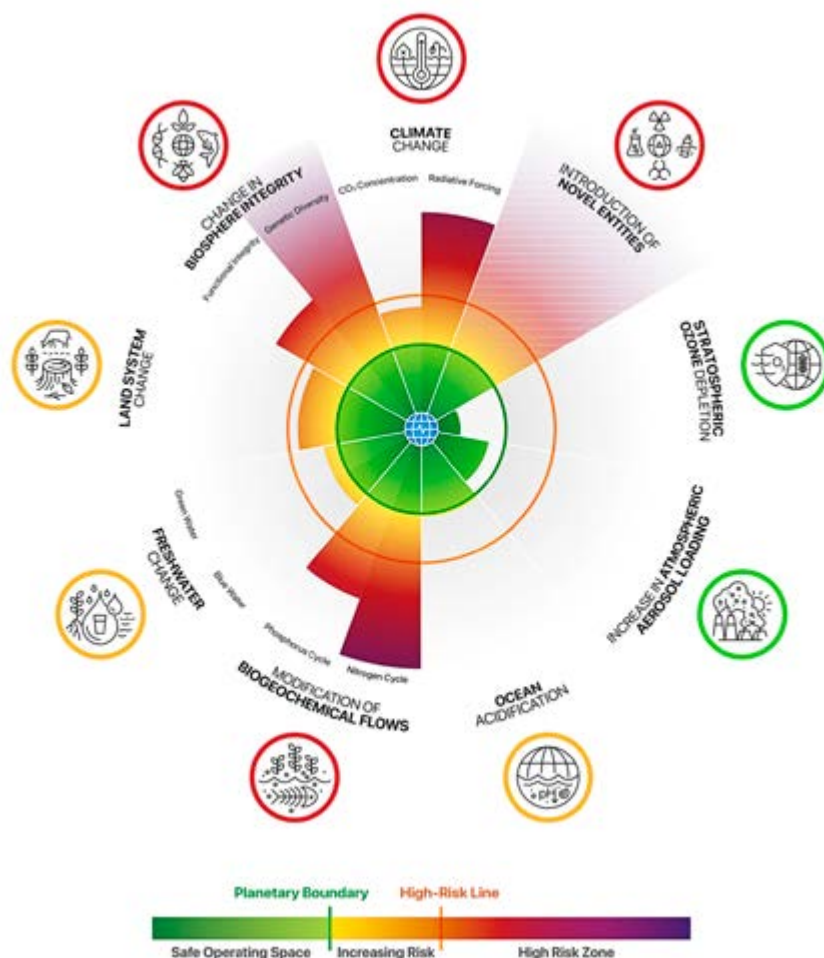 CLIMATE
CHANGE
CO₂ Concentration
Radiative Forcing
INTRODUCTION OF
NOVEL ENTITIES
STRATOSPHERIC
OZONE DEPLETION
INCREASE IN ATMOSPHERIC
AEROSOL LOADING
OCEAN
ACIDIFICATION
pH
Nitrogen Cycle
Phosphorus Cycle
MODIFICATION OF
BIOGEOCHEMICAL FLOWS
Blue Water
Green Water
FRESHWATER
CHANGE
LAND SYSTEM
CHANGE
Functional Integrity
Genetic Diversity
CHANGE IN
BIOSPHERE INTEGRITY
Planetary Boundary
High-Risk Line
Safe Operating Space
Increasing Risk
High Risk Zone